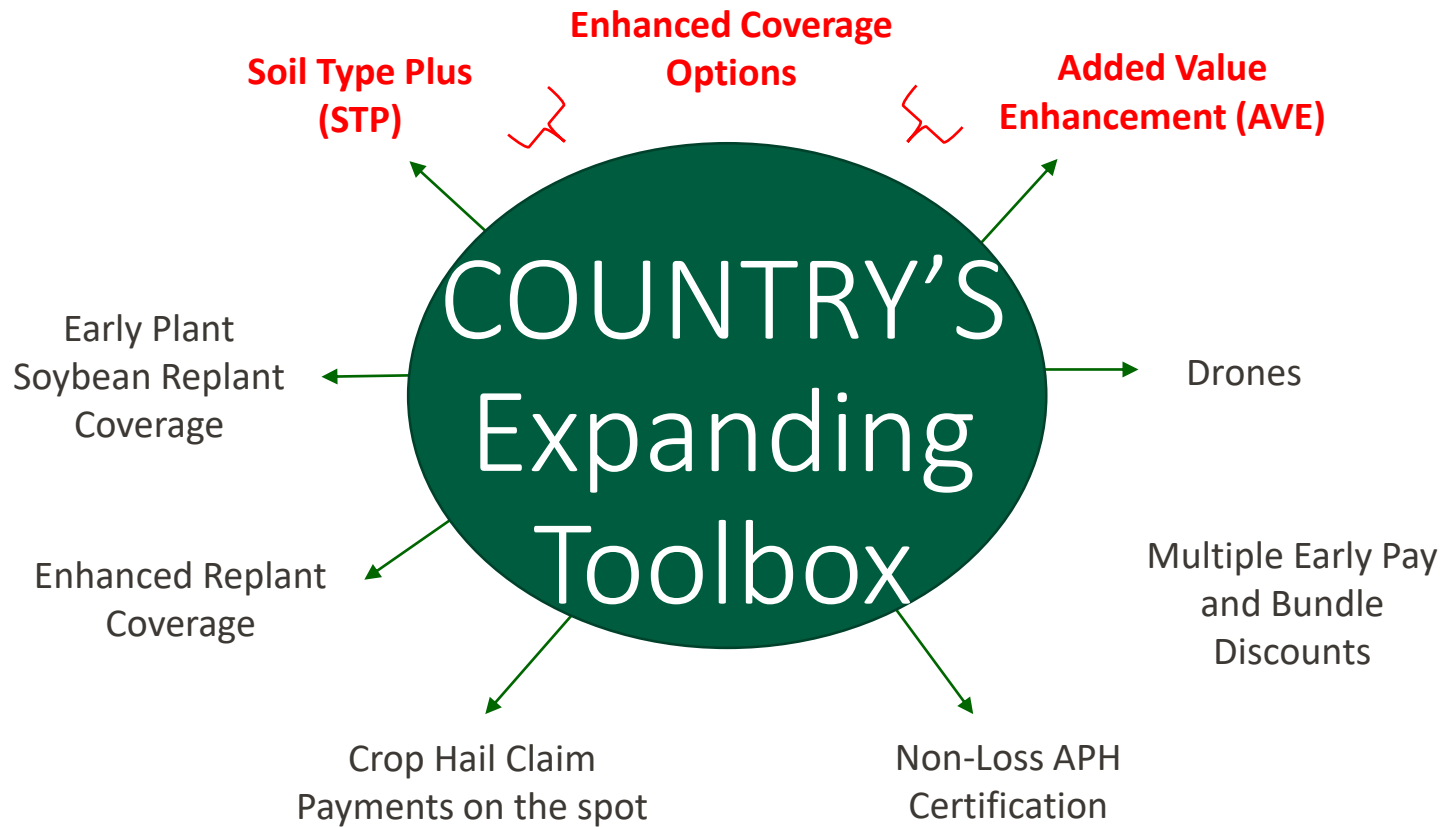 Enhanced Coverage
Options
Soil Type Plus
(STP)
Added Value
Enhancement (AVE)
COUNTRY’S
Expanding
Toolbox
Early Plant
Soybean Replant
Coverage
Drones
Enhanced Replant
Coverage
Multiple Early Pay
and Bundle
Discounts
Crop Hail Claim
Payments on the spot
Non-Loss APH
Certification